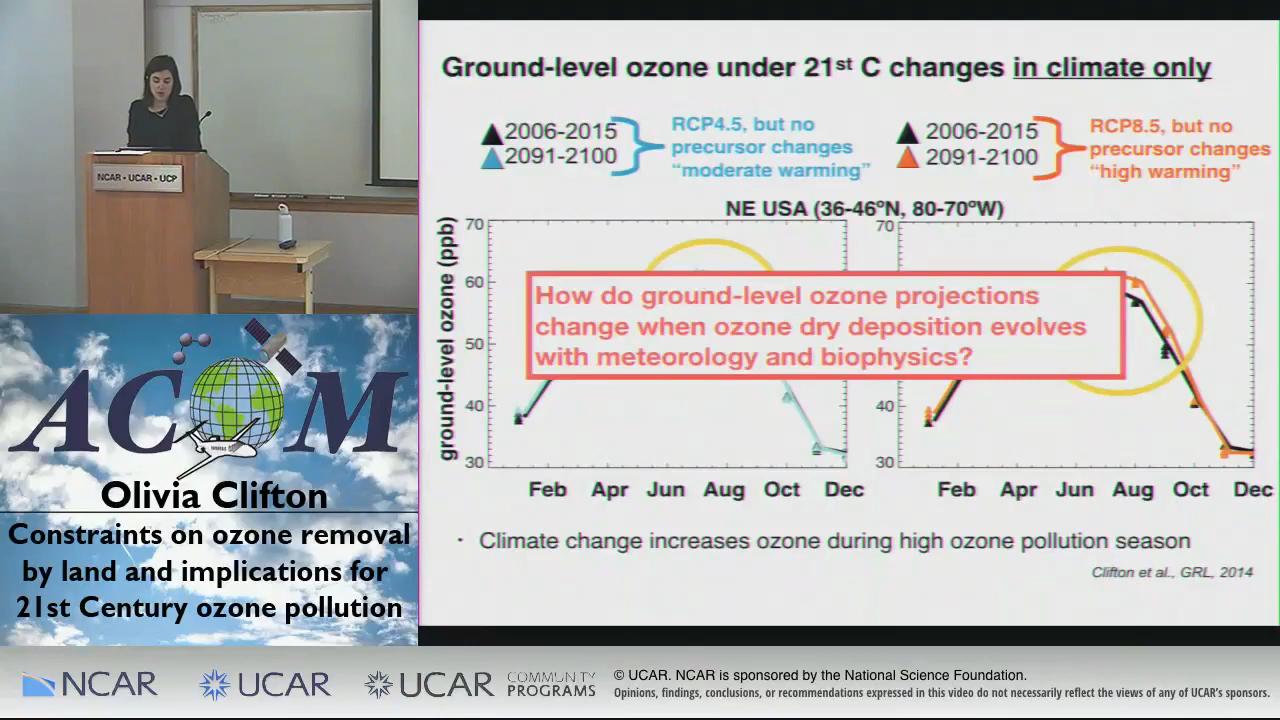 NCAR • UCAR • UCP
ACOM
Olivia Clifton
Constraints on ozone removal
by land and implications for
21st Century ozone pollution
Ground-level ozone under 21st C changes in climate only
2006-2015
2091-2100
RCP4.5, but no
precursor changes
“moderate warming”
2006-2015
2091-2100
RCP8.5, but no
precursor changes
“high warming”
NE USA (36-46ºN, 80-70ºW)
ground-level ozone (ppb)
70
60
50
40
30
70
40
30
How do ground-level ozone projections
change when ozone dry deposition evolves
with meteorology and biophysics?
Feb Apr Jun Aug Oct Dec
Feb Apr Jun Aug Oct Dec
· Climate change increases ozone during high ozone pollution season
Clifton et al., GRL, 2014
NCAR
UCAR
UCAR
COMMUNITY
PROGRAMS
© UCAR. NCAR is sponsored by the National Science Foundation.
Opinions, findings, conclusions, or recommendations expressed in this video do not necessarily reflect the views of any of UCAR's sponsors.